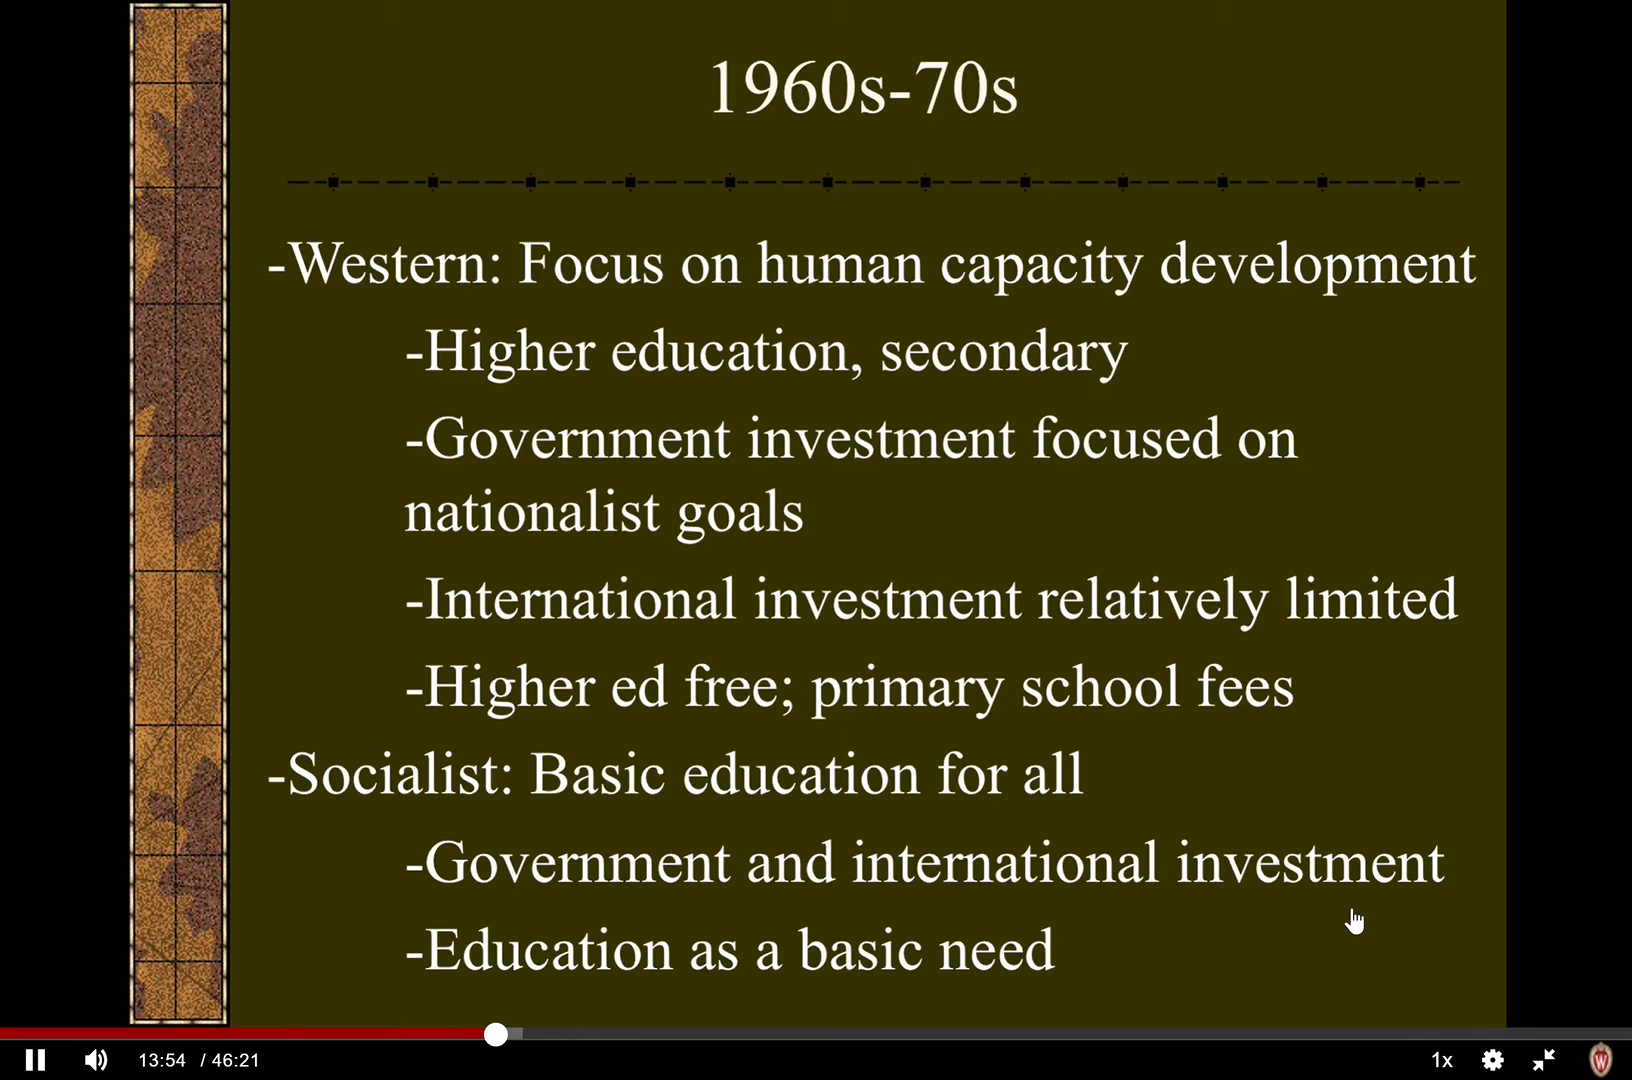 1960s-70s
-Western: Focus on human capacity development
-Higher education, secondary
-Government investment focused on
nationalist goals
-International investment relatively limited
-Higher ed free; primary school fees
-Socialist: Basic education for all
-Government and international investment
-Education as a basic need
13:54 / 46:21 1x W